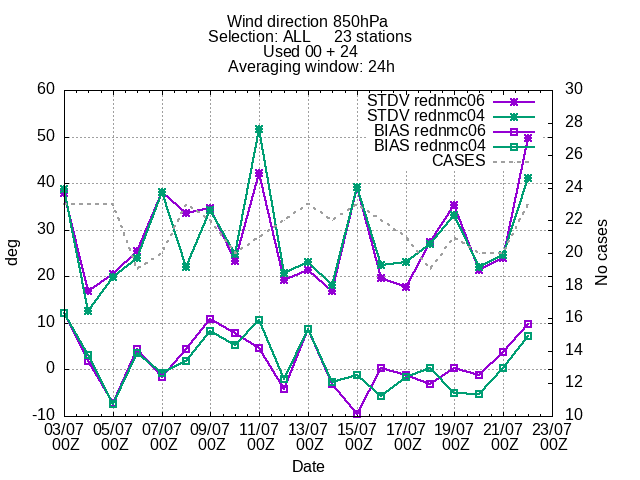 Wind direction 850hPa
Selection: ALL 23 stations
Used 00 + 24
Averaging window: 24h
60 30
STDV rednmc06
STDV rednmc04 28
50 BIAS rednmc06
BIAS rednmc04 26
CASES
40 24
30 22
deg 20 20 No cases
18
10 16
14
0 12
-10 10
03/07 05/07 07/07 09/07 11/07 13/07 15/07 17/07 19/07 21/07 23/07
00Z 00Z 00Z 00Z 00Z 00Z 00Z 00Z 00Z 00Z 00Z
Date